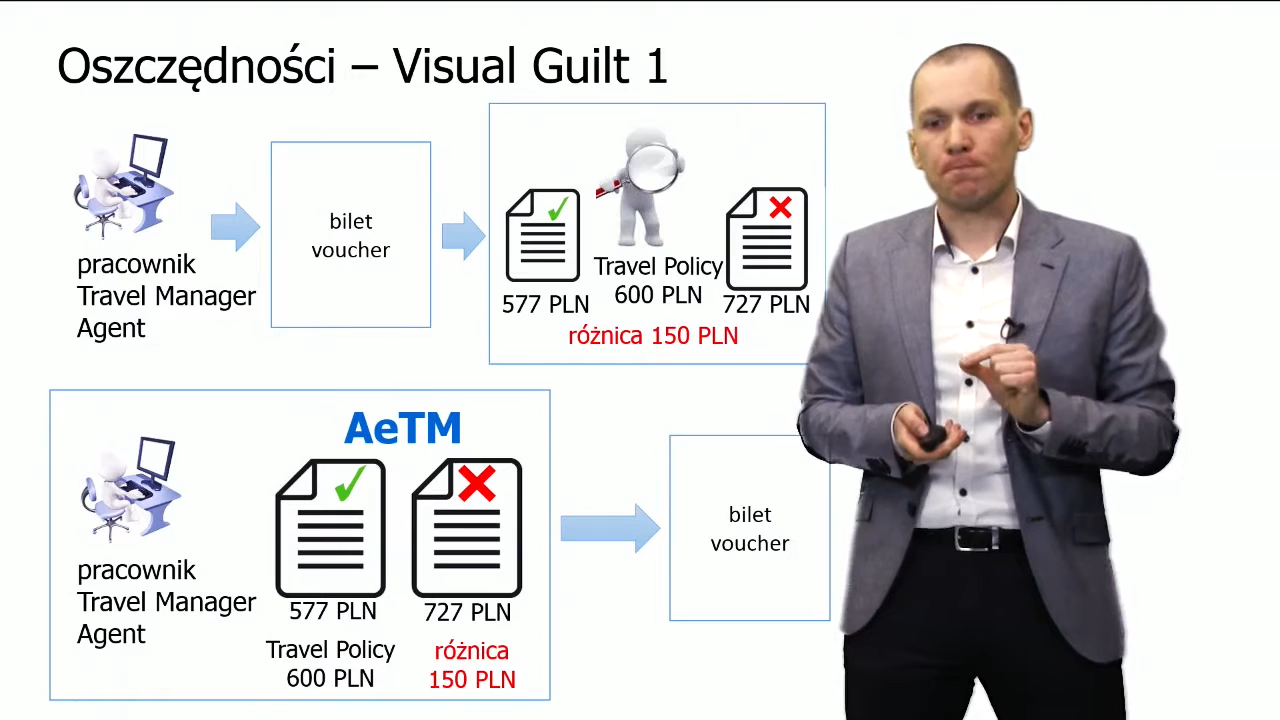 Oszczędności – Visual Guilt 1
pracownik
Travel Manager
Agent
bilet
voucher
577 PLN
Travel Policy
600 PLN
727 PLN
różnica 150 PLN
AeTM
pracownik
Travel Manager
Agent
577 PLN
Travel Policy
600 PLN
727 PLN
różnica
150 PLN
bilet
voucher